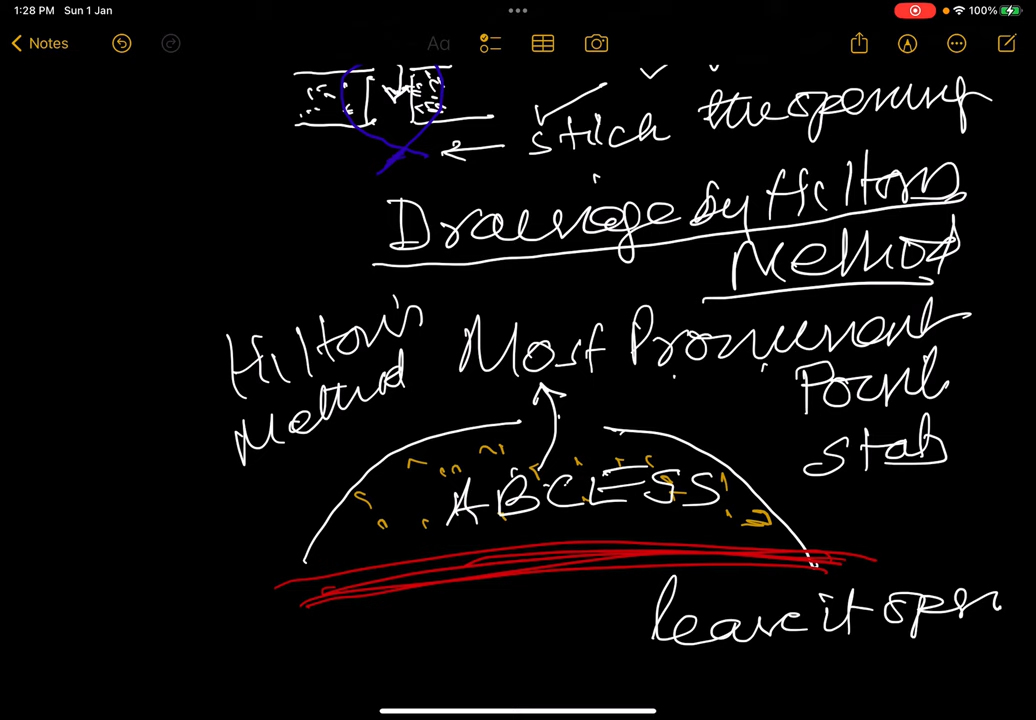 1:28 PM Sun 1 Jan
100%
Notes
Aa
stich the opening
Drainage by Hiltons
Method
Hilton's
Method
Most Prominent
Point
stab
ABCESS
leave it open